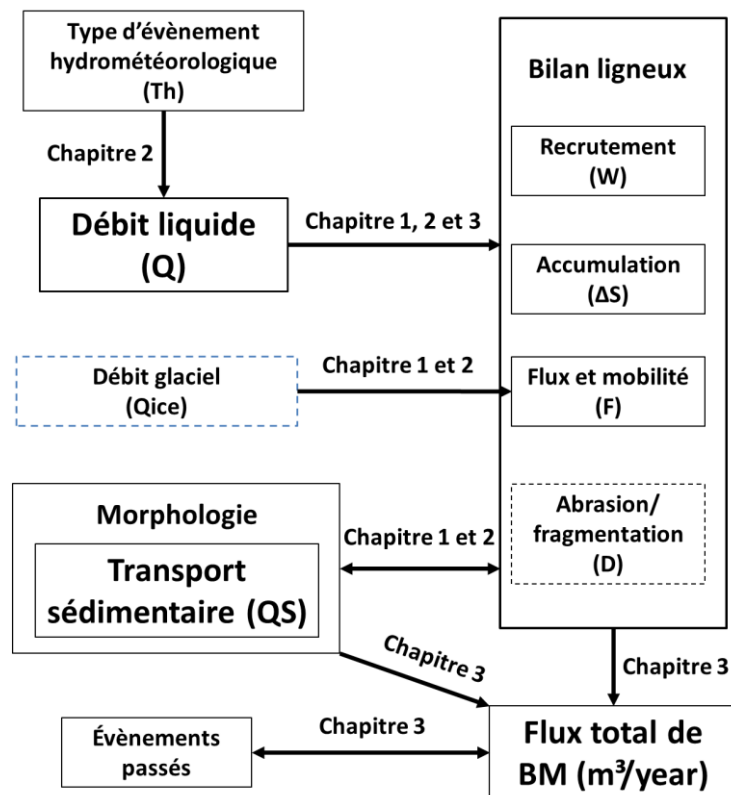 Type d'évènement
hydrométéorologique
(Th)
Chapitre 2
Débit liquide
(Q)
Chapitre 1, 2 et 3
Débit glaciel
(Qice)
Chapitre 1 et 2
Morphologie
Transport
sédimentaire (QS)
Chapitre 1 et 2
Chapitre 3
Évènements
passés
Chapitre 3
Bilan ligneux
Recrutement
(W)
Accumulation
(ΔS)
Flux et mobilité
(F)
Abrasion/
fragmentation
(D)
Chapitre 3
Flux total de
BM (m³/year)